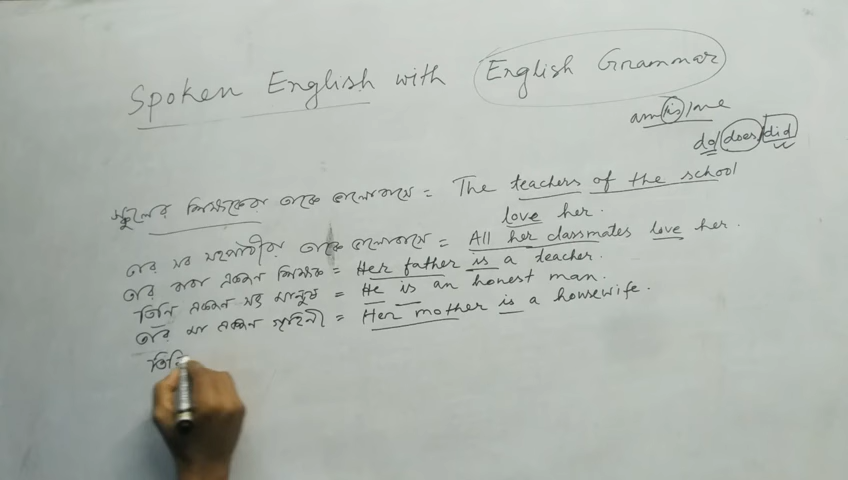 Spoken English with English Grammar
am/is/are
do/does/did
স্কুলের শিক্ষকেরা তাকে ভালোবাসে = The teachers of the school
love her.
তার সব সহপাঠীরা তাকে ভালোবাসে = All her classmates love her.
তার বাবা একজন শিক্ষক = Her father is a teacher.
তিনি একজন সৎ মানুষ = He is an honest man.
তার মা একজন গৃহিনী = Her mother is a housewife.
তিনি